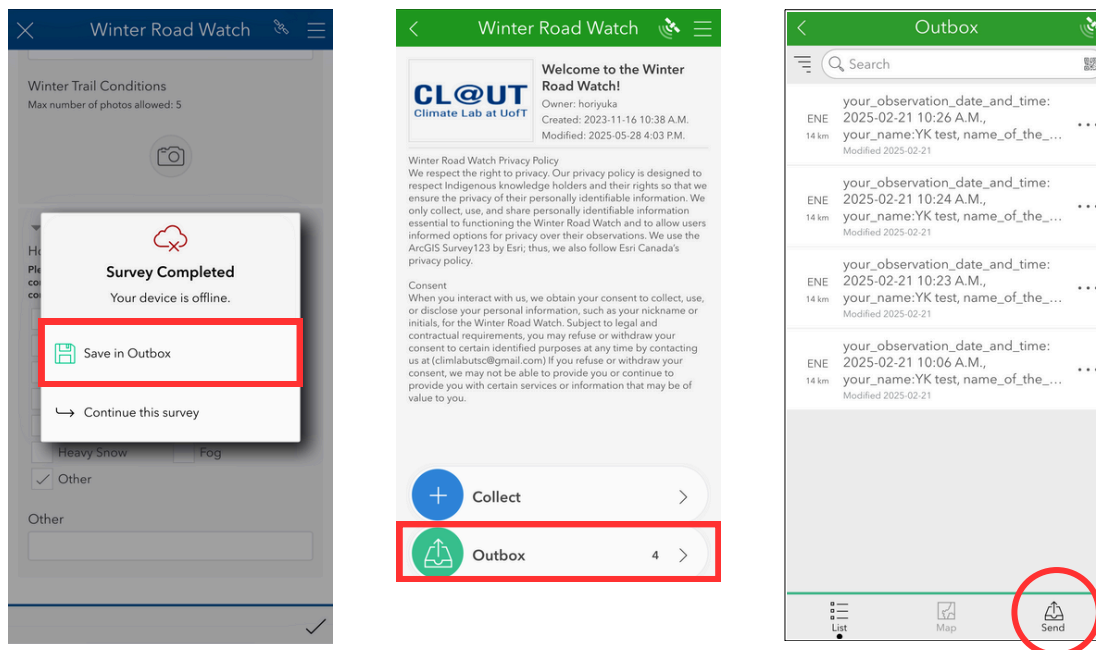 Winter Road Watch
Winter Trail Conditions
Max number of photos allowed: 5
Ho
Ple
co
co
Survey Completed
Your device is offline.
Save in Outbox
Continue this survey
Heavy Snow
Fog
Other
Other
Winter Road Watch
CL@UT
Climate Lab at UofT
Welcome to the Winter
Road Watch!
Owner: horiyuka
Created: 2023-11-16 10:38 A.M.
Modified: 2025-05-28 4:03 P.M.
Winter Road Watch Privacy Policy
We respect the right to privacy. Our privacy policy is designed to
respect Indigenous knowledge holders and their rights so that we
ensure the privacy of their personally identifiable information. We
only collect, use, and share personally identifiable information
essential to functioning the Winter Road Watch and to allow users
informed options for privacy over their observations. We use the
ArcGIS Survey123 by Esri; thus, we also follow Esri Canada's
privacy policy.
Consent
When you interact with us, we obtain your consent to collect, use,
or disclose your personal information, such as your nickname or
initials, for the Winter Road Watch. Subject to legal and
contractual requirements, you may refuse or withdraw your
consent to certain identified purposes at any time by contacting
us at (climlabutsc@gmail.com) If you refuse or withdraw your
consent, we may not be able to provide you or continue to
provide you with certain services or information that may be of
value to you.
Collect
Outbox 4
Outbox
Search
your_observation_date_and_time:
ENE 2025-02-21 10:26 A.M.,
14 km your_name:YK test, name_of_the_...
Modified 2025-02-21
your_observation_date_and_time:
ENE 2025-02-21 10:24 A.M.,
14 km your_name:YK test, name_of_the_...
Modified 2025-02-21
your_observation_date_and_time:
ENE 2025-02-21 10:23 A.M.,
14 km your_name:YK test, name_of_the_...
Modified 2025-02-21
your_observation_date_and_time:
ENE 2025-02-21 10:06 A.M.,
14 km your_name:YK test, name_of_the_...
Modified 2025-02-21
List
Map
Send